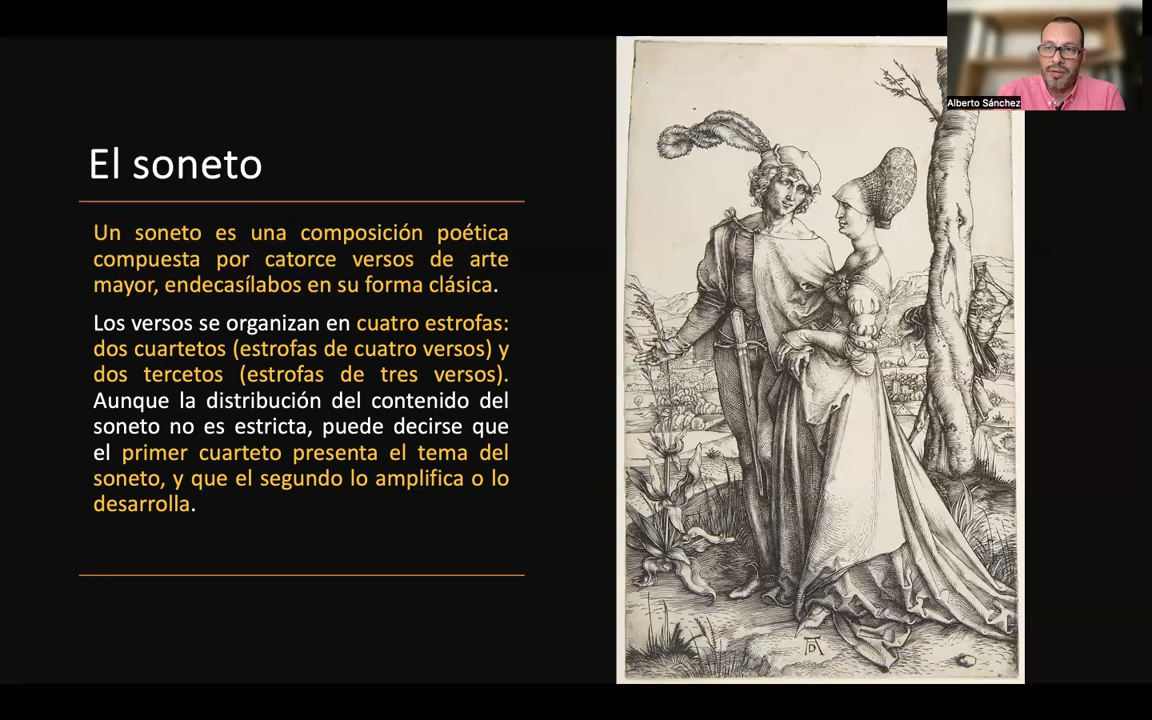 El soneto
Un soneto es una composición poética
compuesta por catorce versos de arte
mayor, endecasílabos en su forma clásica.
Los versos se organizan en cuatro estrofas:
dos cuartetos (estrofas de cuatro versos) y
dos tercetos (estrofas de tres versos).
Aunque la distribución del contenido del
soneto no es estricta, puede decirse que
el primer cuarteto presenta el tema del
soneto, y que el segundo lo amplifica o lo
desarrolla.
Alberto Sánchez
AD